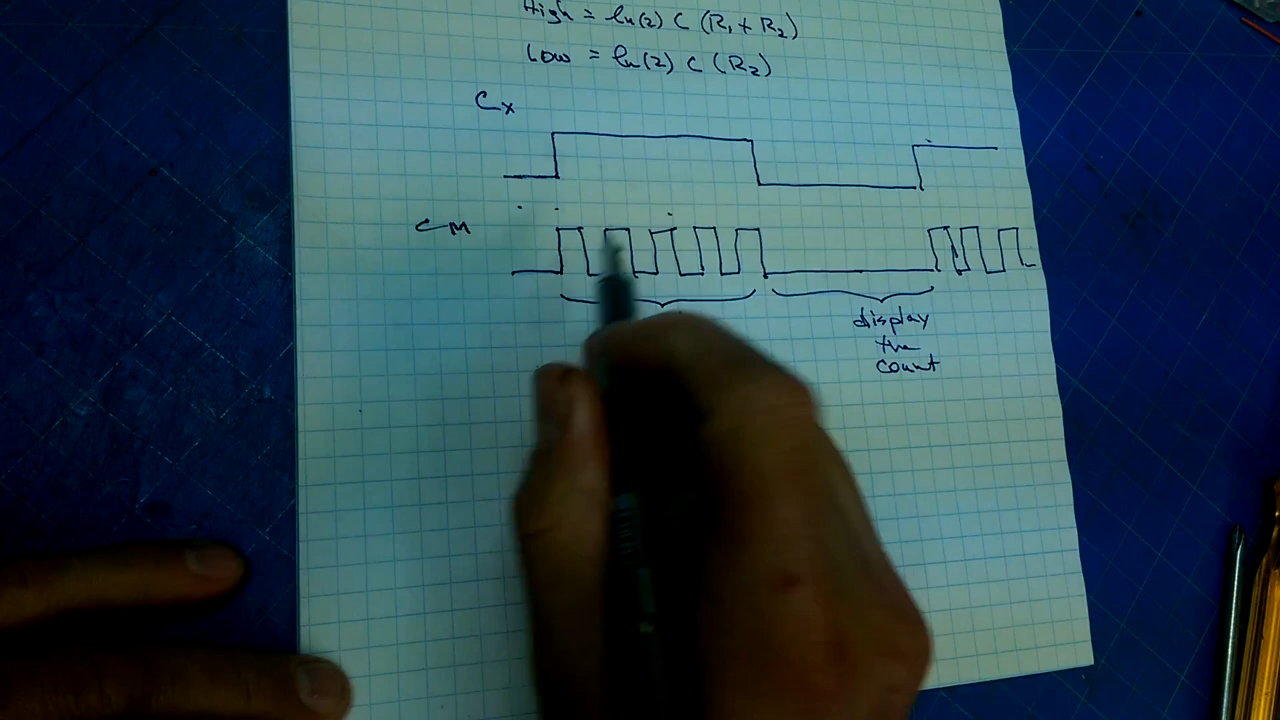 High = ln(2) C (R₁ + R₂)
Low = ln(2) C (R₂)
Cx
CM
display
the
count